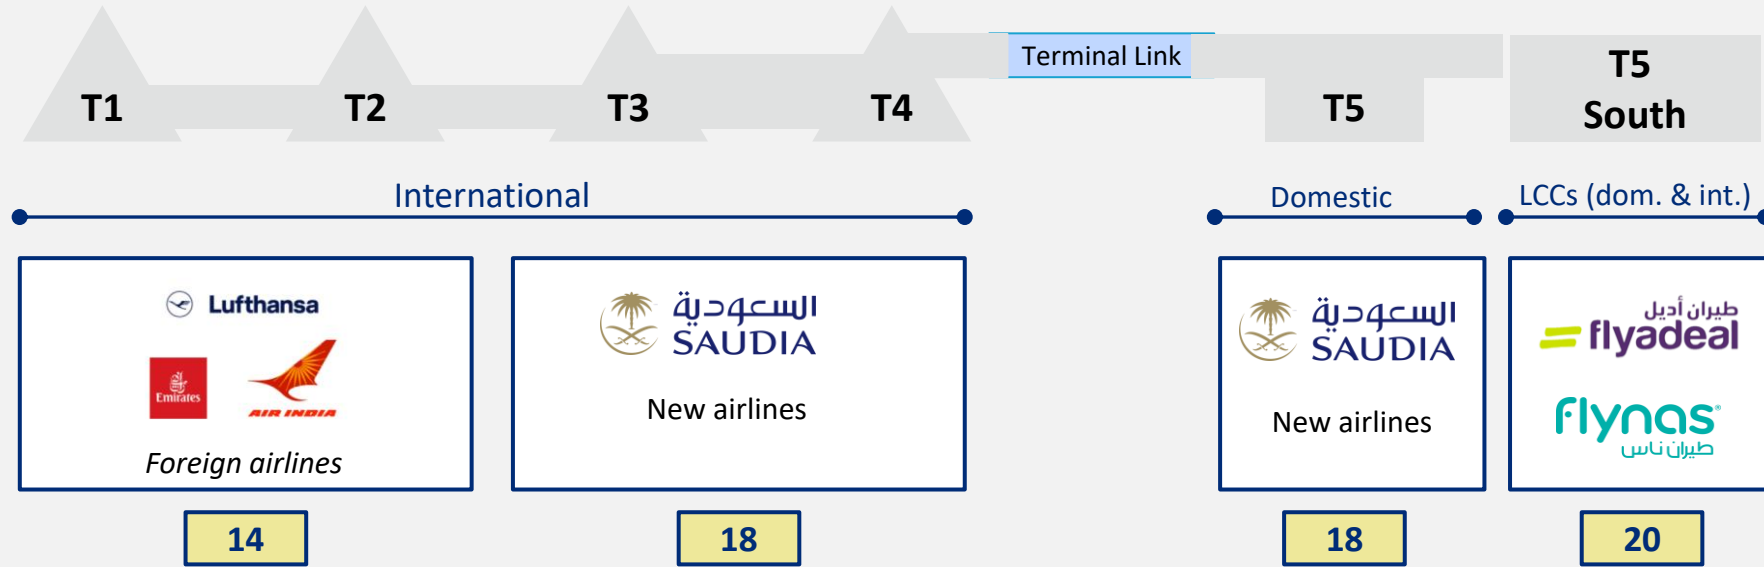 Terminal Link
T1
T2
T3
T4
T5
T5
South
International
Domestic
LCCs (dom. & int.)
Lufthansa
Emirates
AIR INDIA
Foreign airlines
السعودية
SAUDIA
New airlines
السعودية
SAUDIA
New airlines
طيران أديل
flyadeal
flynas
طيران ناس
14
18
18
20